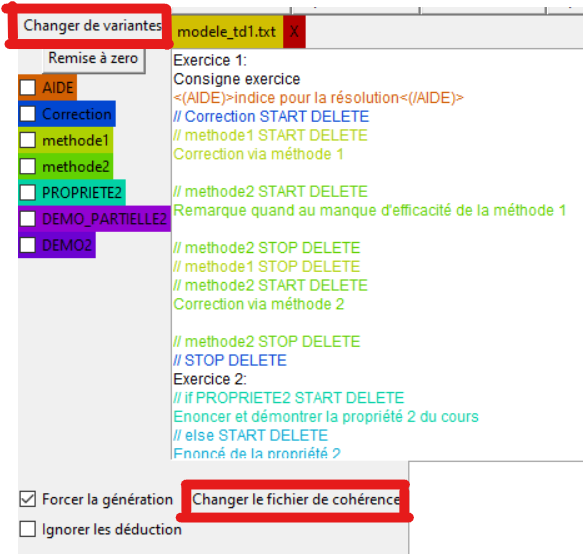 Changer de variantes
modele_td1.txt X
Remise à zero
AIDE
Correction
methode1
methode2
PROPRIETE2
DEMO_PARTIELLE2
DEMO2
Exercice 1:
Consigne exercice
<(AIDE)>indice pour la résolution<(/AIDE)>
// Correction START DELETE
// methode1 START DELETE
Correction via méthode 1
// methode2 START DELETE
Remarque quand au manque d'efficacité de la méthode 1
// methode2 STOP DELETE
// methode1 STOP DELETE
// methode2 START DELETE
Correction via méthode 2
// methode2 STOP DELETE
// STOP DELETE
Exercice 2:
// if PROPRIETE2 START DELETE
Enoncer et démontrer la propriété 2 du cours
// else START DELETE
Enoncé de la propriété 2
Forcer la génération
Changer le fichier de cohérence
Ignorer les déduction